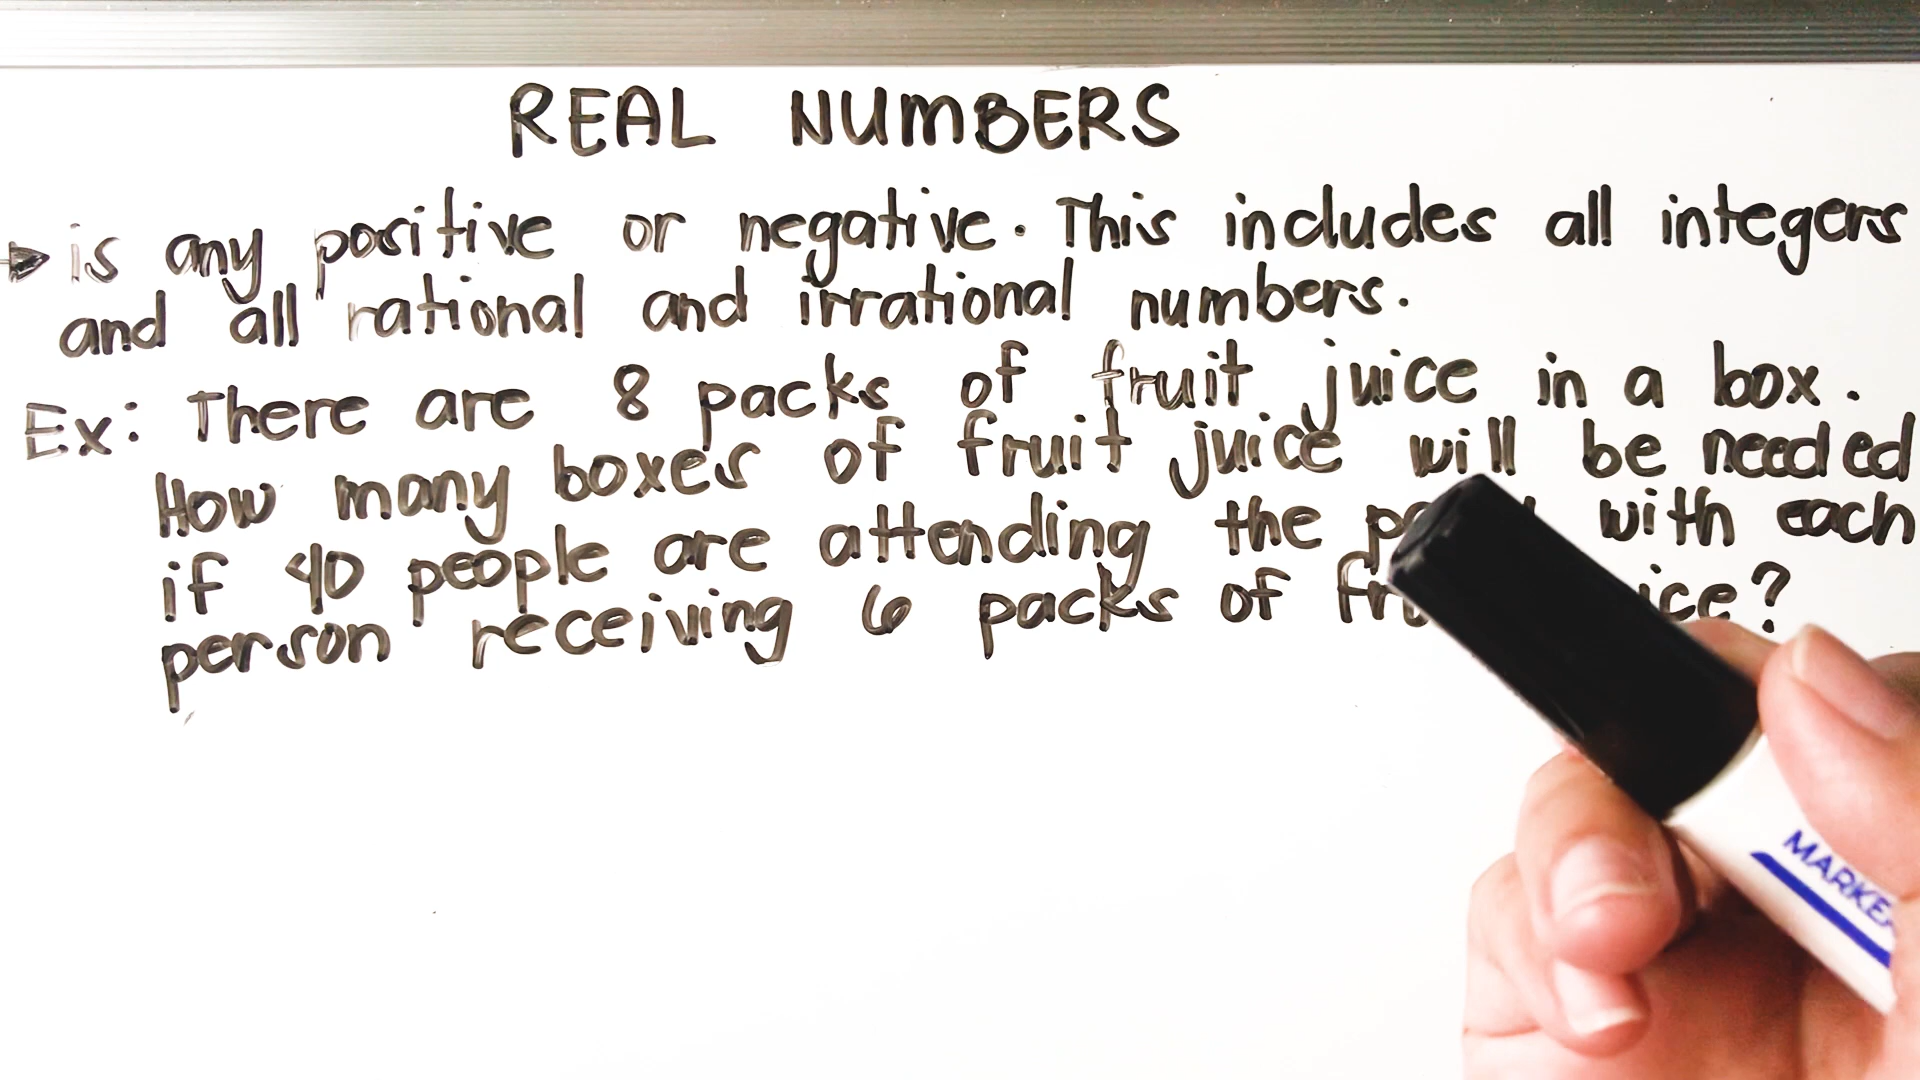 REAL NUMBERS
is any positive or negative. This includes all integers
and all rational and irrational numbers.
Ex: There are 8 packs of fruit juice in a box.
How many boxes of fruit juice will be needed
if 40 people are attending the with each
person receiving 6 packs of
MARKE